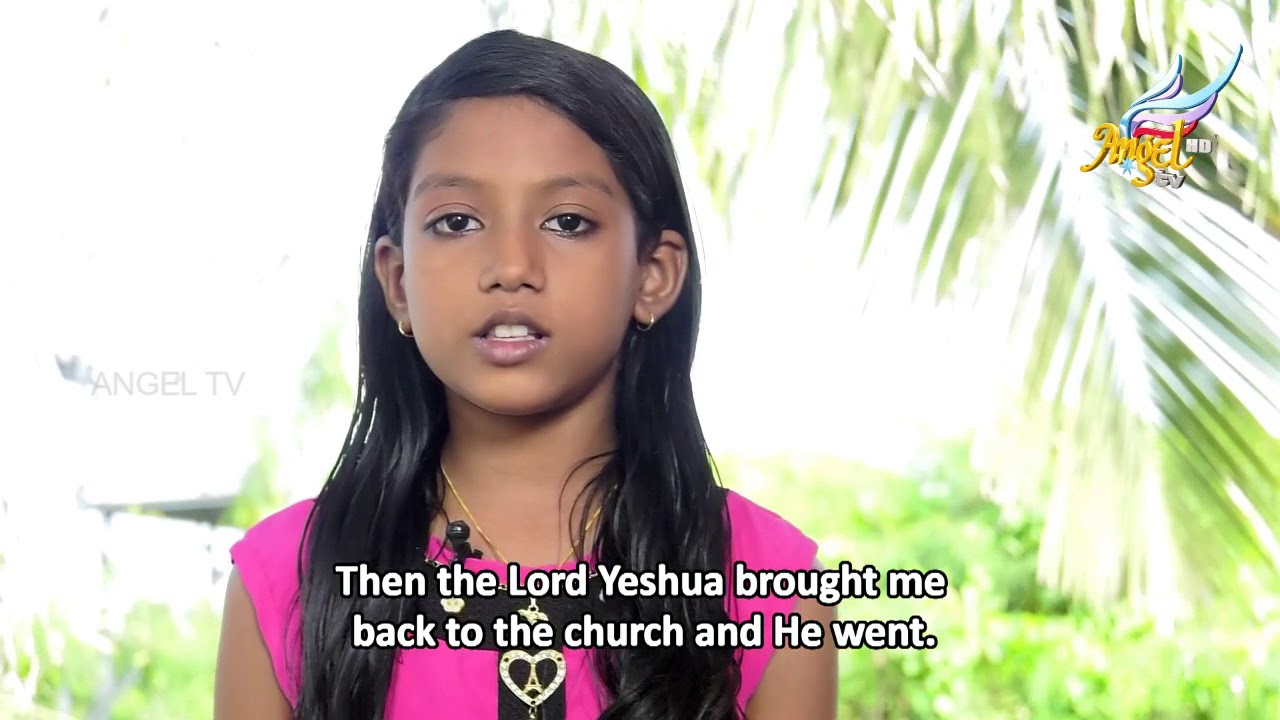 Angel HD
tv
ANGEL TV
Then the Lord Yeshua brought me
back to the church and He went.